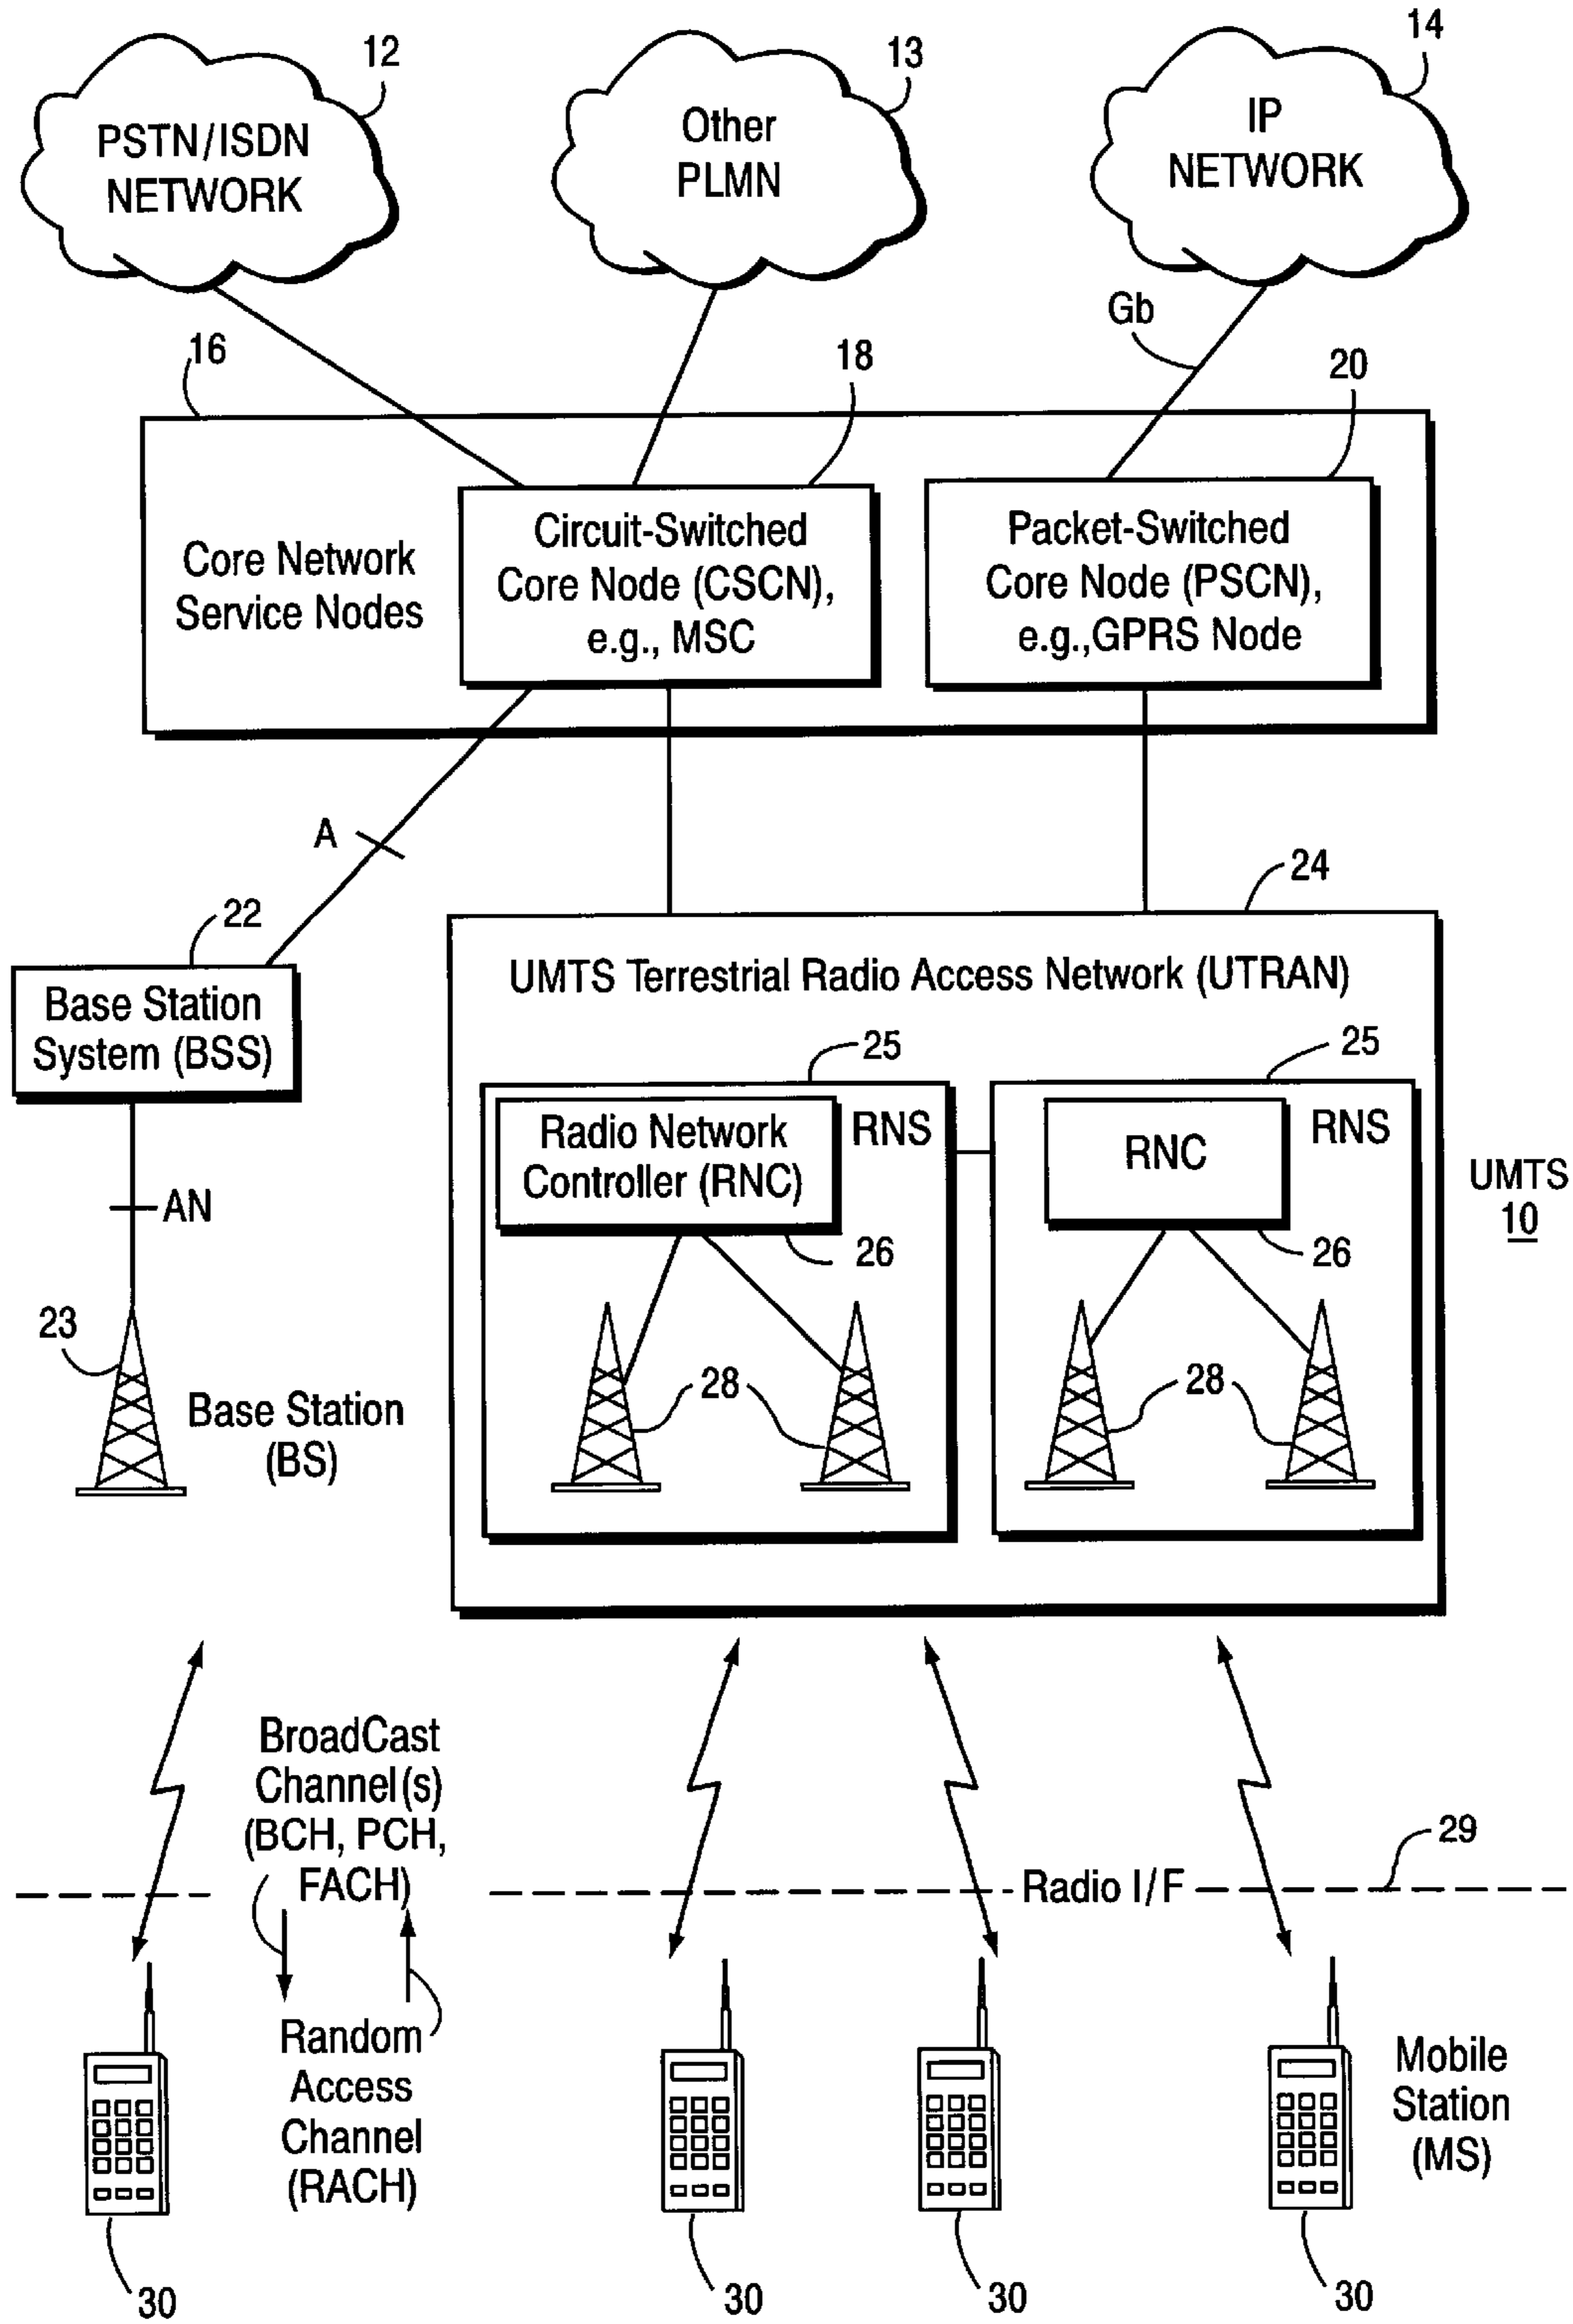 12
13
14
PSTN/ISDN
NETWORK
Other
PLMN
IP
NETWORK
Gb
16
18
20
Core Network
Service Nodes
Circuit-Switched
Core Node (CSCN),
e.g., MSC
Packet-Switched
Core Node (PSCN),
e.g.,GPRS Node
A
22
24
Base Station
System (BSS)
UMTS Terrestrial Radio Access Network (UTRAN)
25
25
Radio Network
Controller (RNC)
RNS
RNC
RNS
UMTS
10
AN
26
26
23
28
28
Base Station
(BS)
BroadCast
Channel(s)
(BCH, PCH,
FACH)
29
Radio I/F
Random
Access
Channel
(RACH)
Mobile
Station
(MS)
30
30
30
30